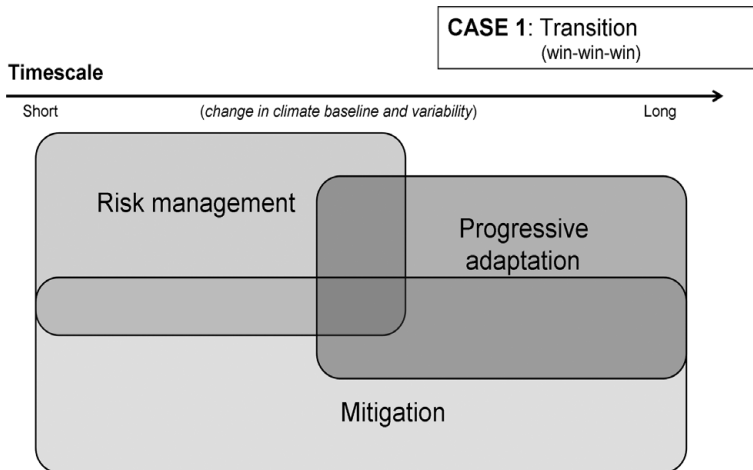 CASE 1: Transition
(win-win-win)
Timescale
Short (change in climate baseline and variability) Long
Risk management
Progressive
adaptation
Mitigation